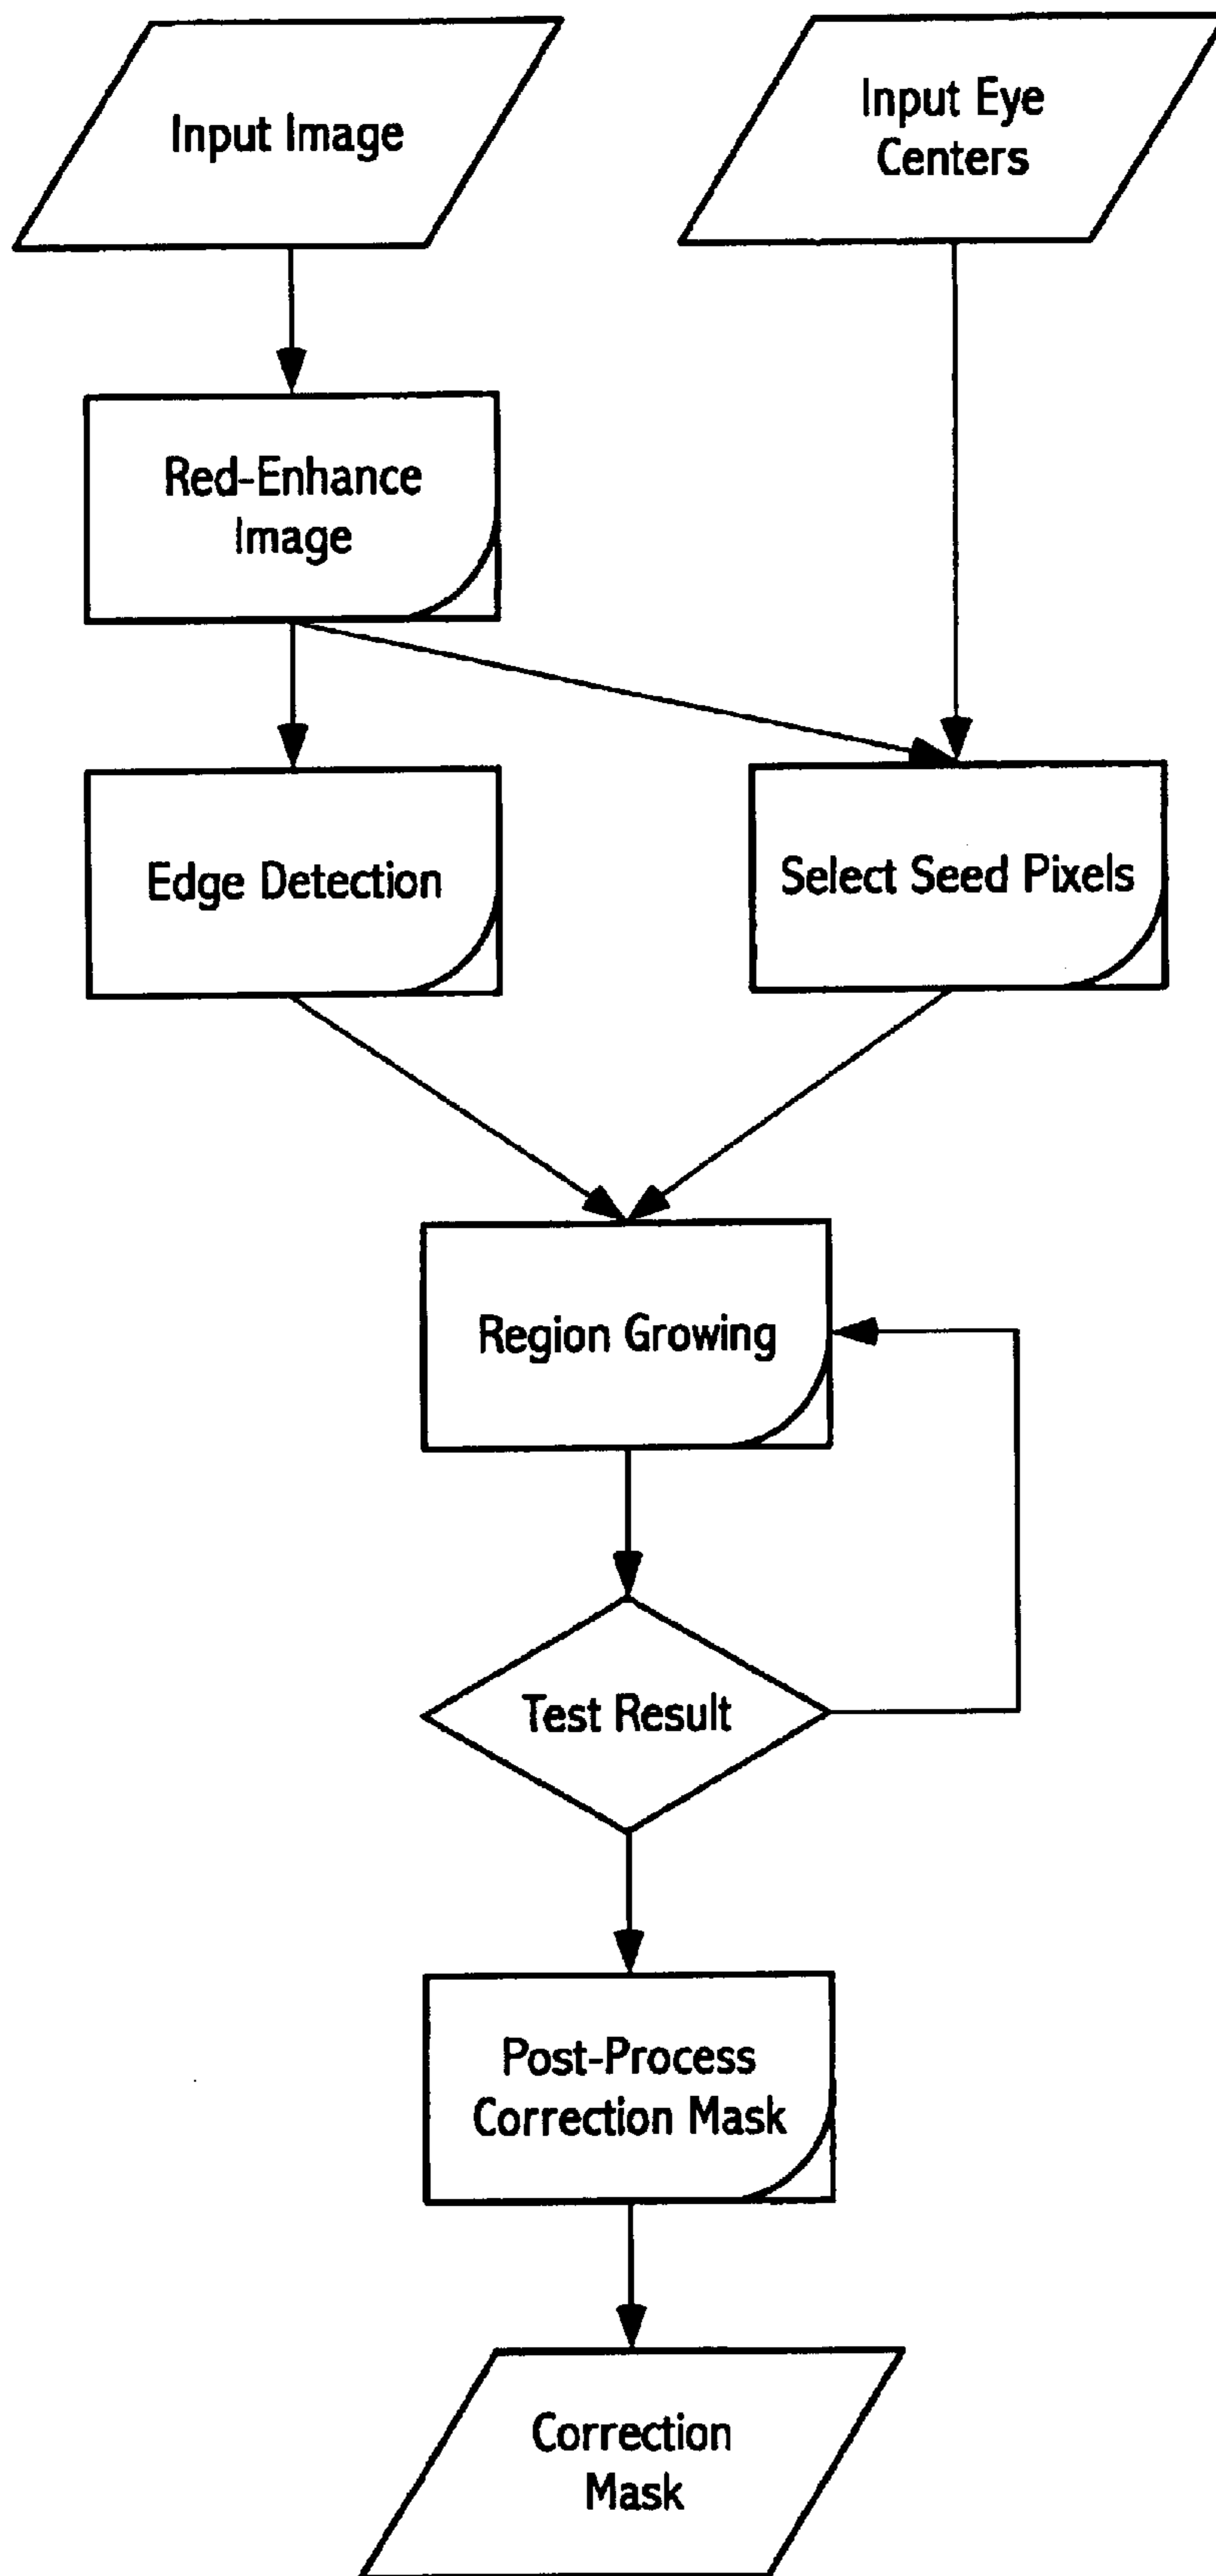 Input Image
Input Eye
Centers
Red-Enhance
Image
Edge Detection
Select Seed Pixels
Region Growing
Test Result
Post-Process
Correction Mask
Correction
Mask